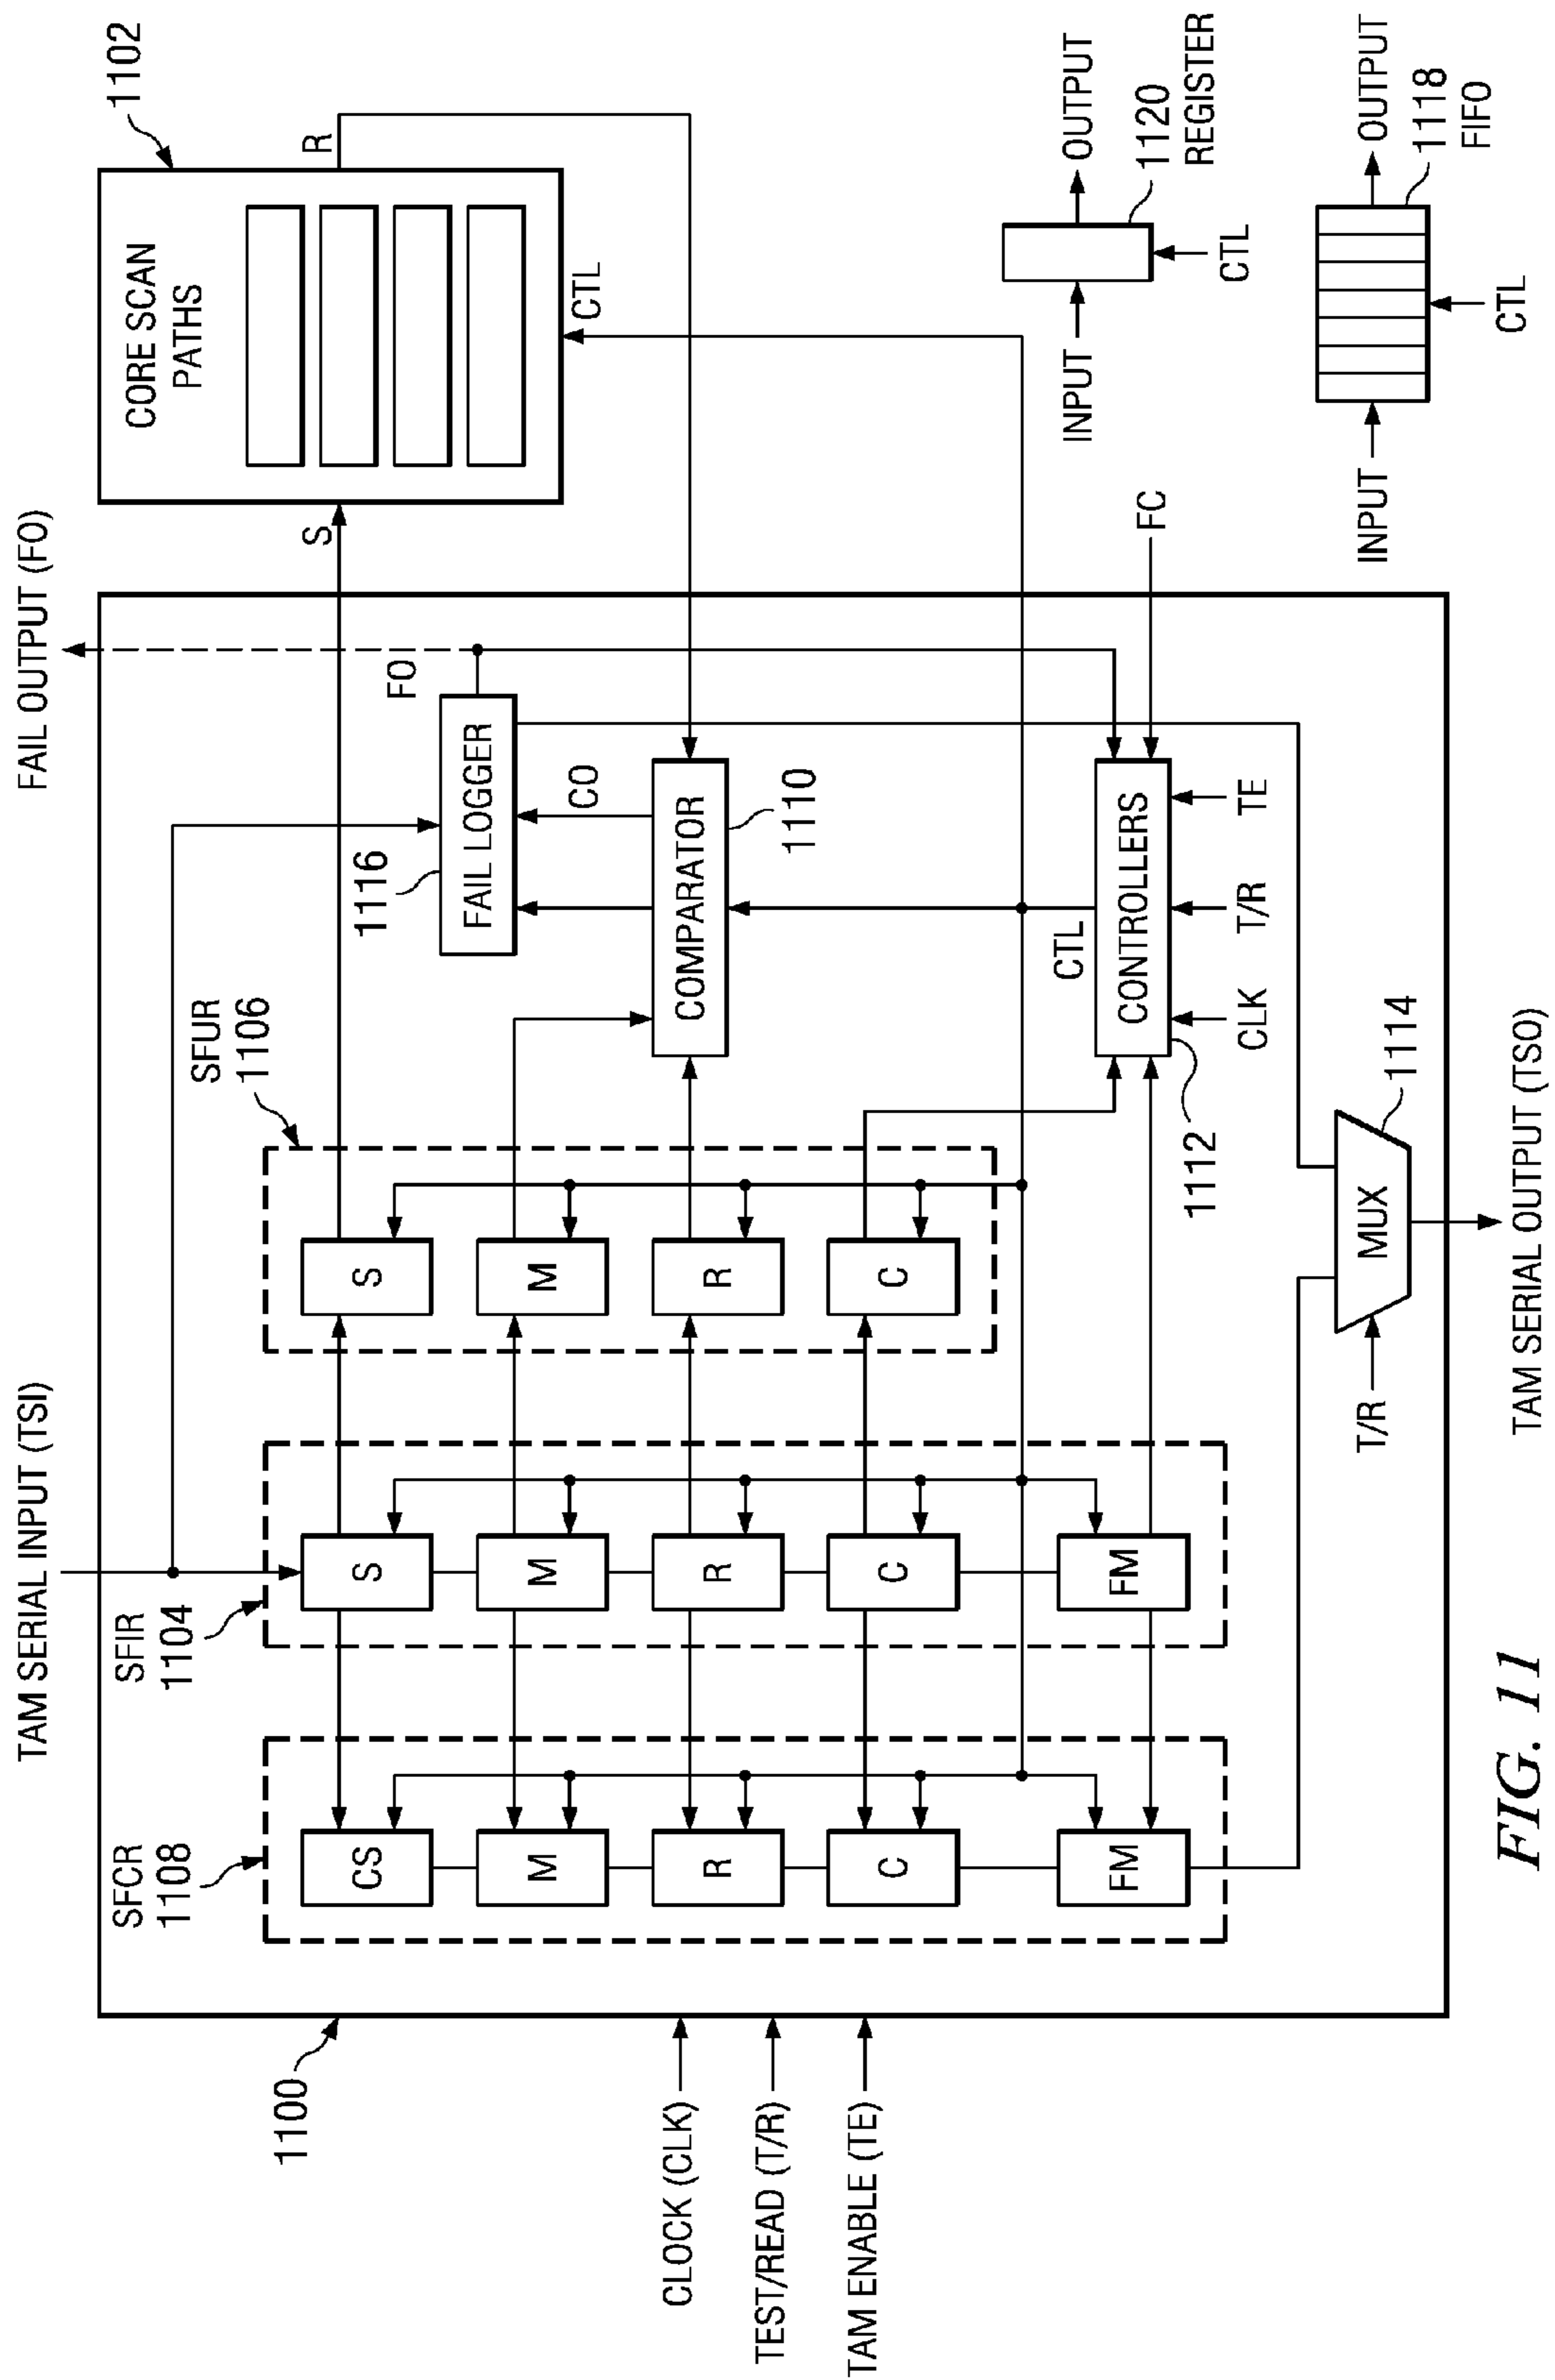 TAM SERIAL INPUT (TSI)
FAIL OUTPUT (FO)
1102
CORE SCAN
PATHS
S
R
CTL
SFCR
1108
SFIR
1104
SFUR
1106
1116
FAIL LOGGER
FO
CO
COMPARATOR
1110
CS
M
R
C
FM
S
M
R
C
FM
S
M
R
C
CTL
CONTROLLERS
1112
CLK
T/R
TE
FC
T/R
MUX
1114
TAM SERIAL OUTPUT (TSO)
1100
CLOCK (CLK)
TEST/READ (T/R)
TAM ENABLE (TE)
INPUT
OUTPUT
CTL
1120
REGISTER
INPUT
OUTPUT
CTL
1118
FIFO
FIG. 11